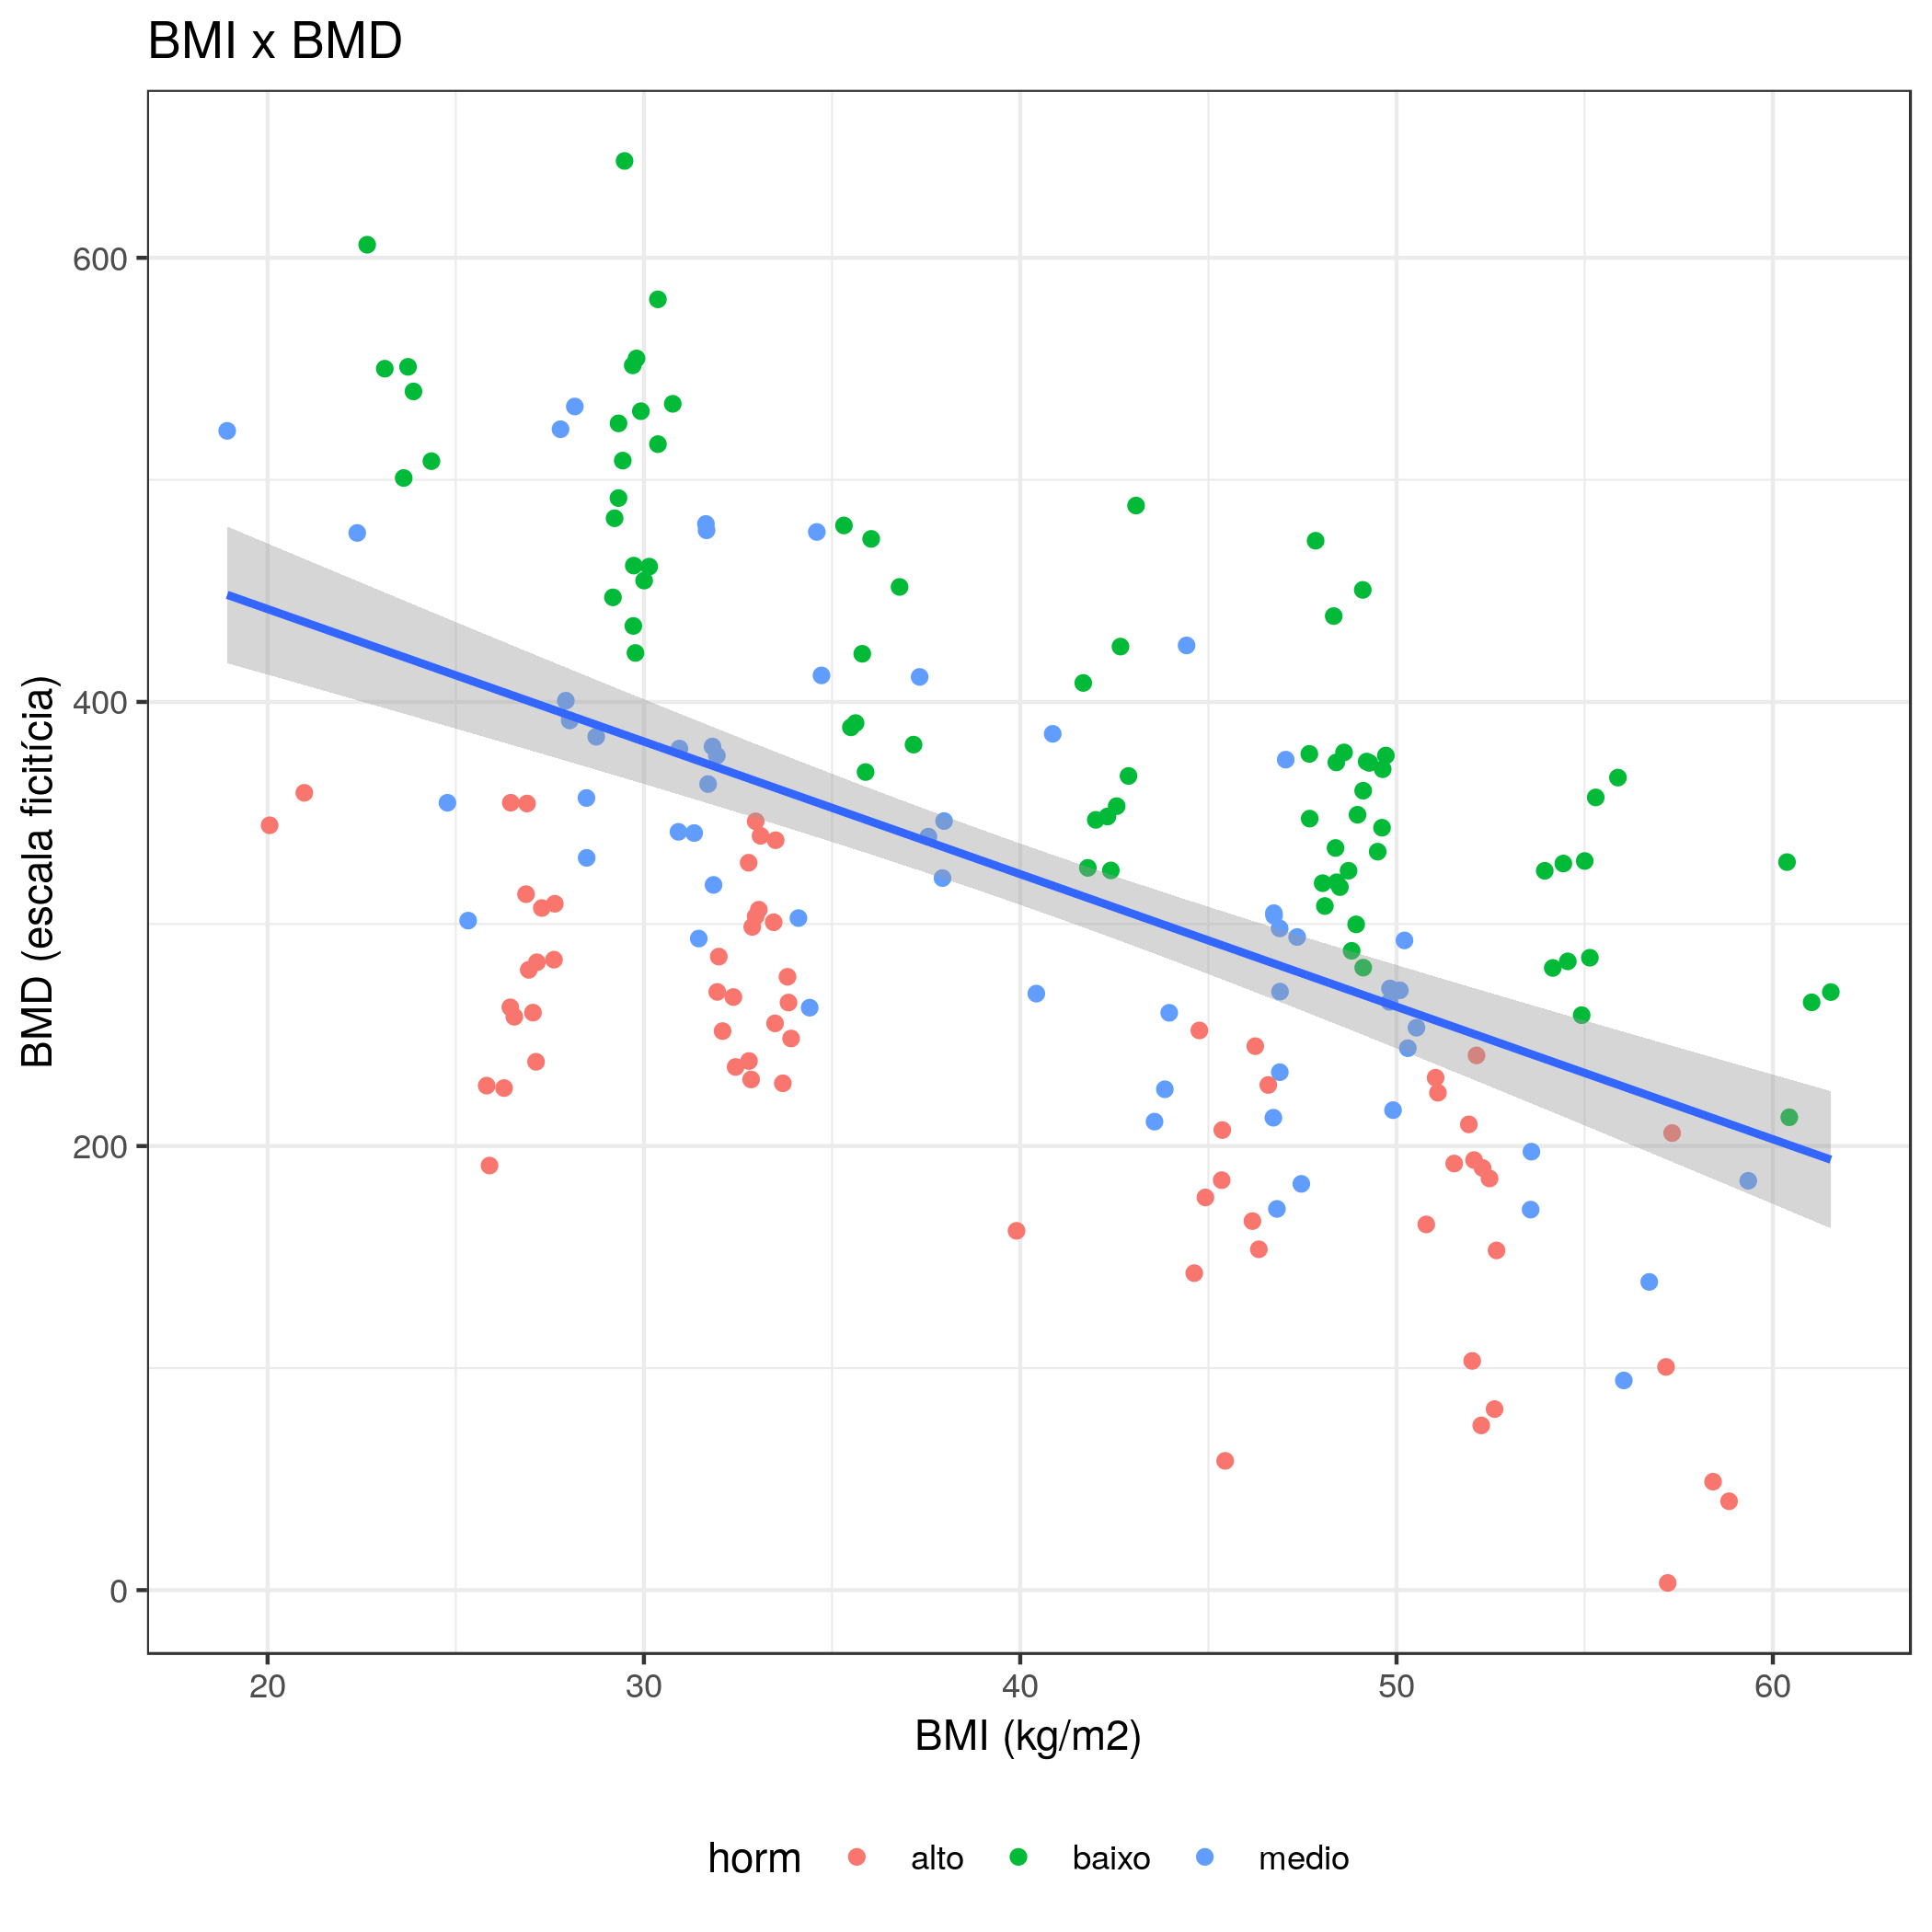 BMI x BMD
BMD (escala ficitícia)
600
400
200
0
20 30 40 50 60
BMI (kg/m2)
horm alto baixo medio